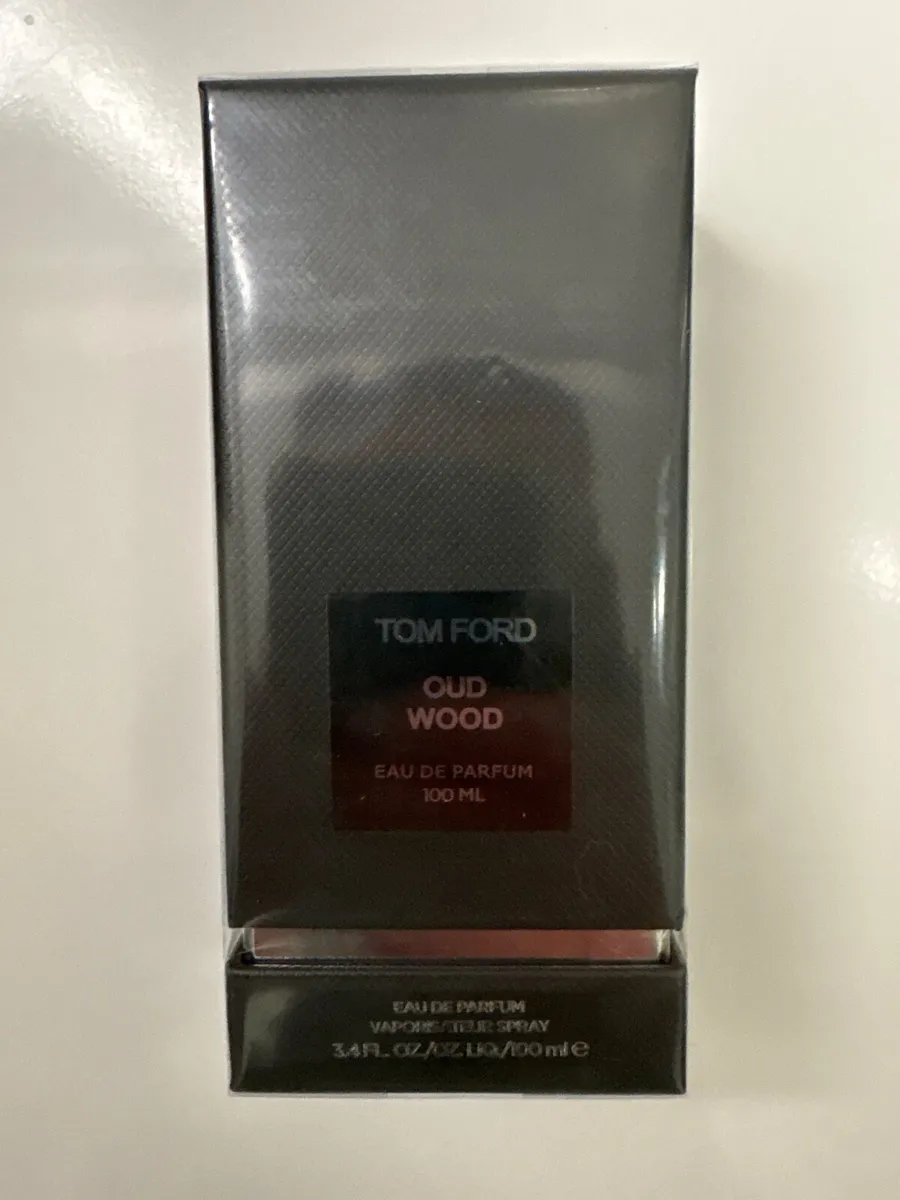 TOM FORD
OUD
WOOD
EAU DE PARFUM
100 ML
EAU DE PARFUM
VAPORISATEUR SPRAY
3.4 FL. OZ./OZ. LIQ./100 ml ℮